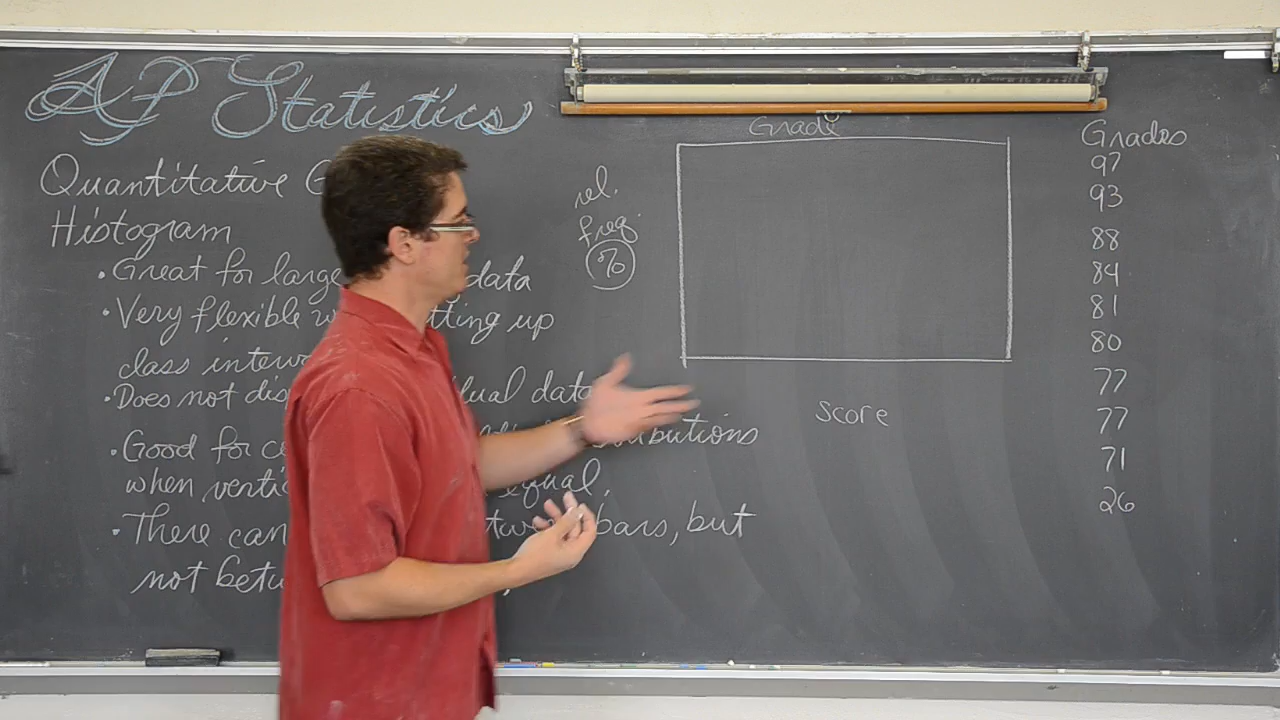 AP Statistics
Quantitative G
Histogram
• Great for large data
• Very flexible w tting up
class interv
• Does not dis ual data
• Good for c tributions
when verti equal.
• There can tween bars, but
not betw
rel.
freq.
%
Grade
score
Grades
97
93
88
84
81
80
77
77
71
26